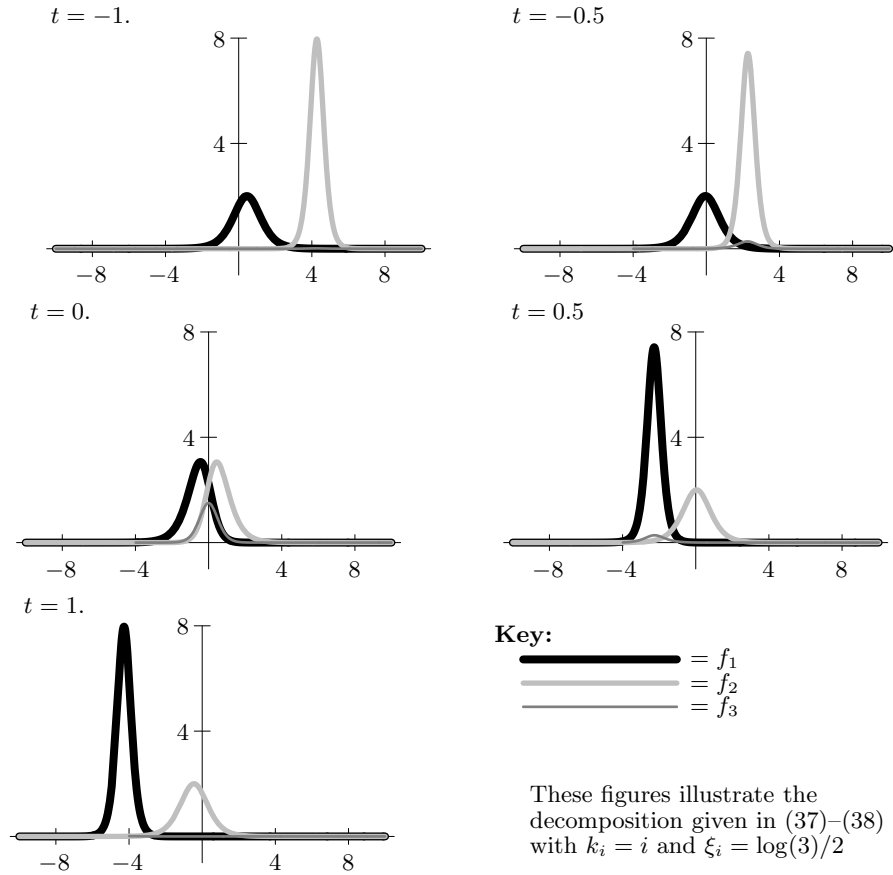 t = −1.
8
4
−8 −4 4 8
t = −0.5
8
4
−8 −4 4 8
t = 0.
8
4
−8 −4 4 8
t = 0.5
8
4
−8 −4 4 8
t = 1.
8
4
−8 −4 4 8
Key:
= f₁
= f₂
= f₃
These figures illustrate the
decomposition given in (37)–(38)
with kᵢ = i and ξᵢ = log(3)/2